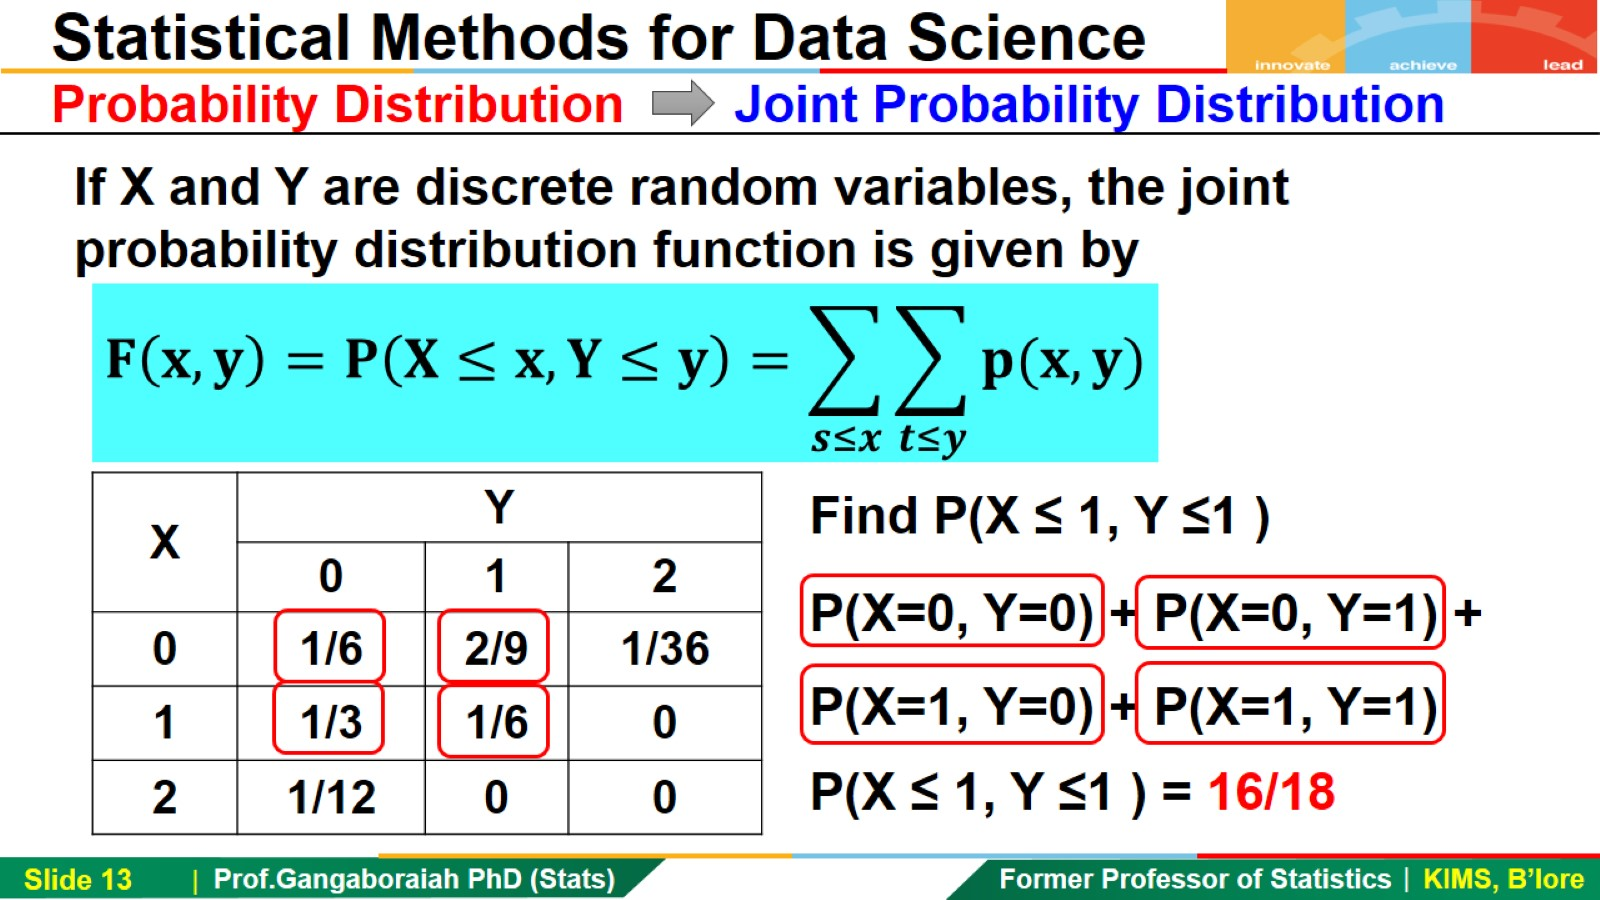 Statistical Methods for Data Science
innovate achieve lead
Probability Distribution Joint Probability Distribution
If X and Y are discrete random variables, the joint
probability distribution function is given by
F(x, y) = P(X ≤ x, Y ≤ y) = ∑ ∑ p(x, y)
s≤x t≤y
X Y
0 1 2
0 1/6 2/9 1/36
1 1/3 1/6 0
2 1/12 0 0
Find P(X ≤ 1, Y ≤1 )
P(X=0, Y=0) + P(X=0, Y=1) +
P(X=1, Y=0) + P(X=1, Y=1)
P(X ≤ 1, Y ≤1 ) = 16/18
Slide 13 | Prof.Gangaboraiah PhD (Stats) Former Professor of Statistics | KIMS, B’lore